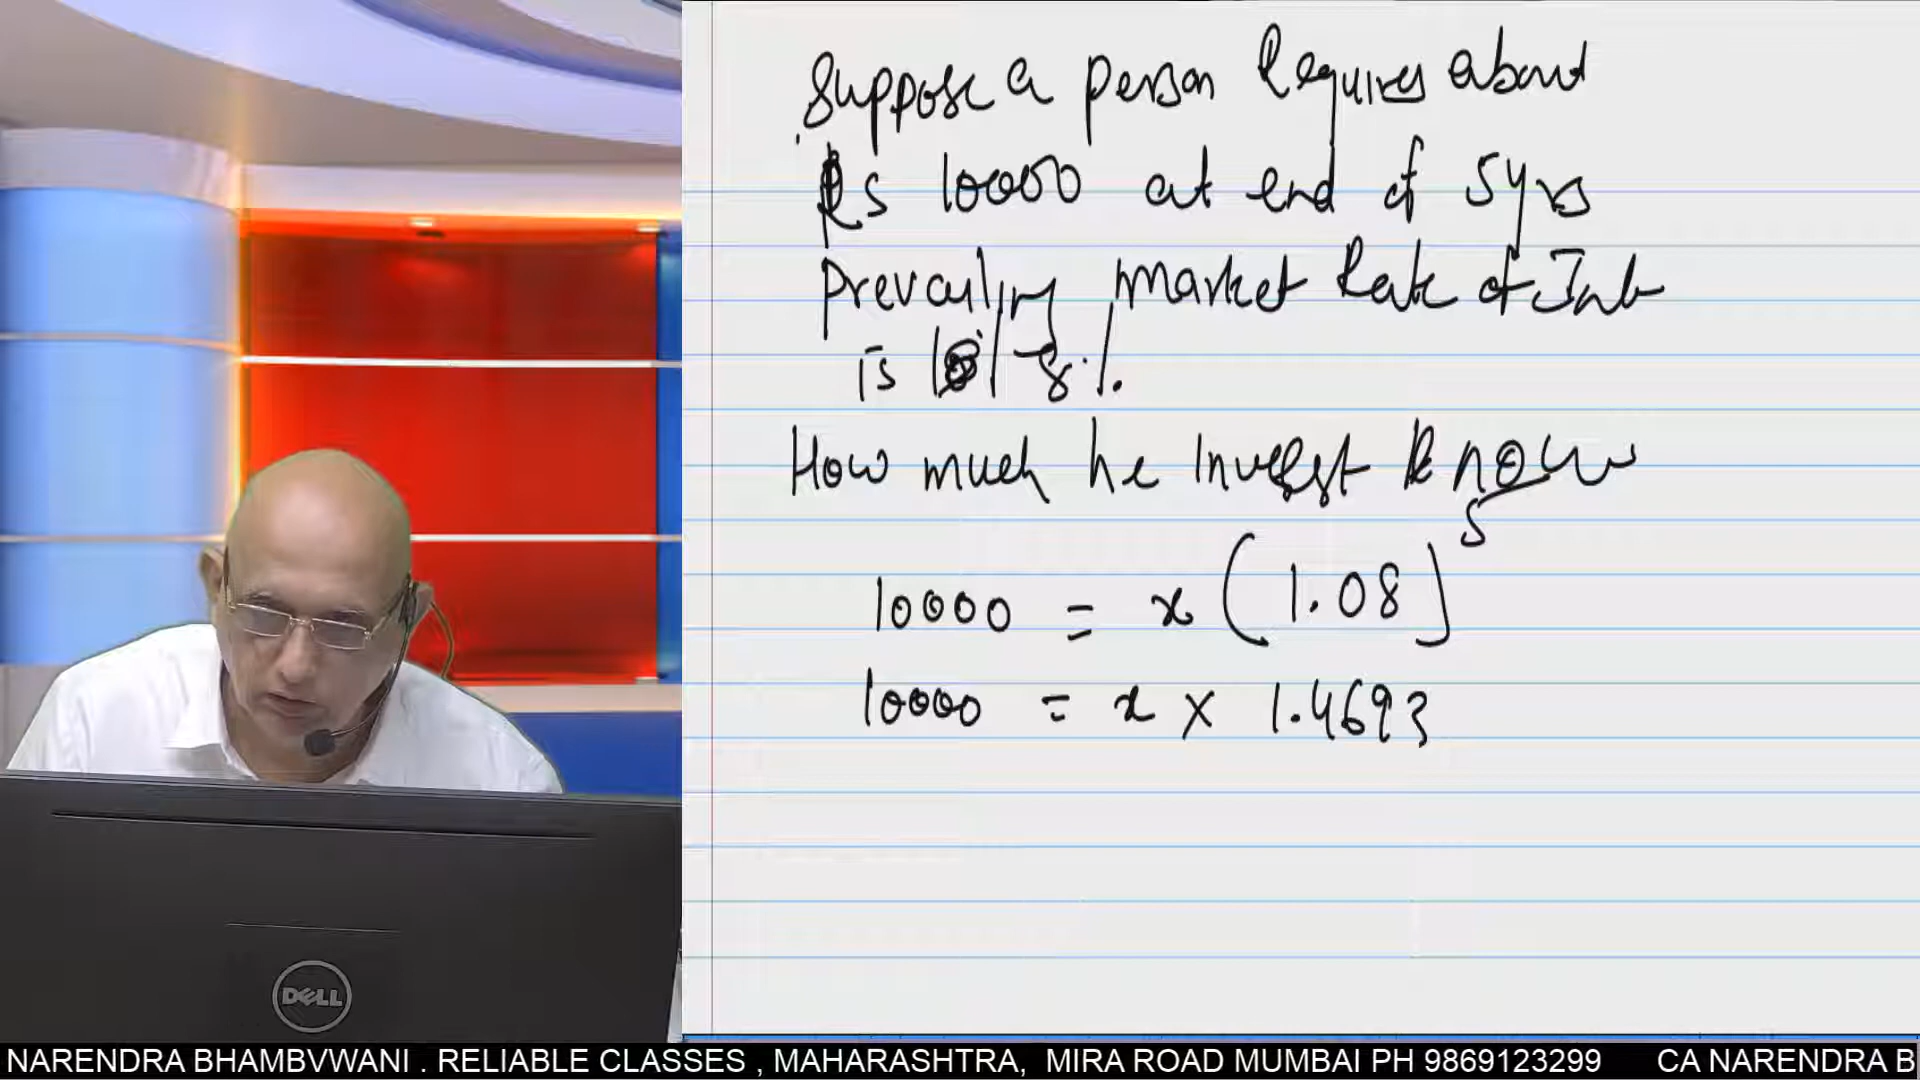 Suppose a person Requires about
Rs 10000 at end of 5yrs
Prevailing market Rate of Int
is 8%.
How much he Invest now
10000 = x (1.08)^5
10000 = x × 1.4693
DELL
NARENDRA BHAMBVWANI . RELIABLE CLASSES , MAHARASHTRA, MIRA ROAD MUMBAI PH 9869123299 CA NARENDRA B